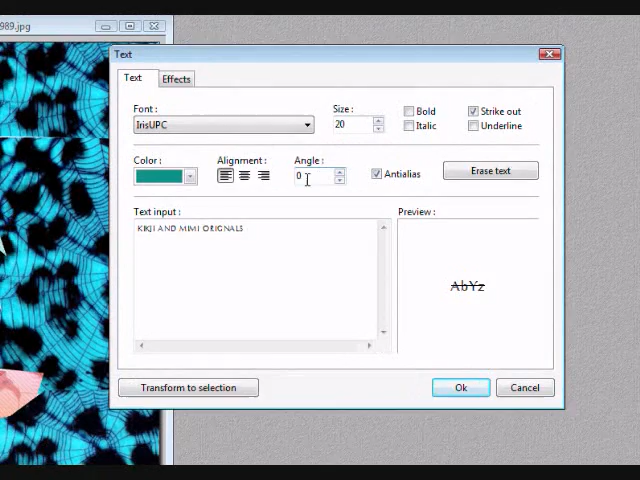 989.jpg
Text
Text Effects
Font :
IrisUPC
Size :
20
Bold
Italic
Strike out
Underline
Color :
Alignment :
Angle :
0
Antialias
Erase text
Text input :
KIKII AND MIMI ORIGNALS
Preview :
AbYz
Transform to selection
Ok
Cancel